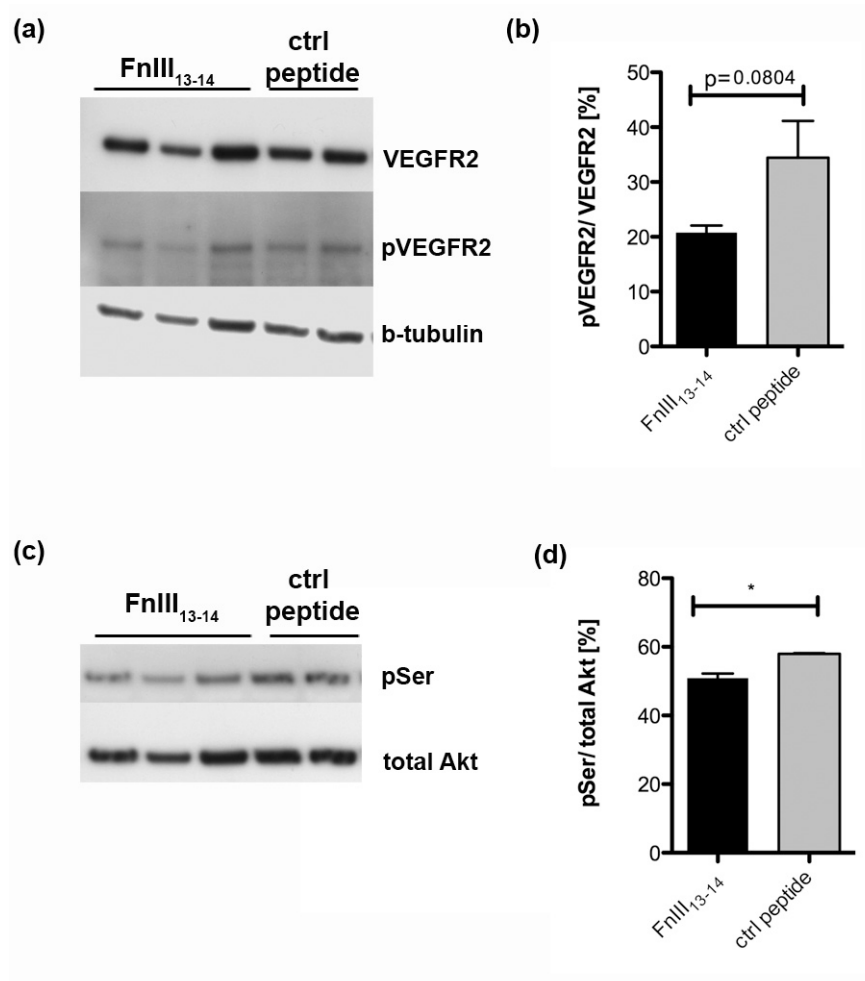 (a)
FnIII13-14
ctrl
peptide
VEGFR2
pVEGFR2
b-tubulin
(b)
pVEGFR2/ VEGFR2 [%]
50
40
30
20
10
0
p=0.0804
FnIII13-14
ctrl peptide
(c)
FnIII13-14
ctrl
peptide
pSer
total Akt
(d)
pSer/ total Akt [%]
80
60
40
20
0
*
FnIII13-14
ctrl peptide